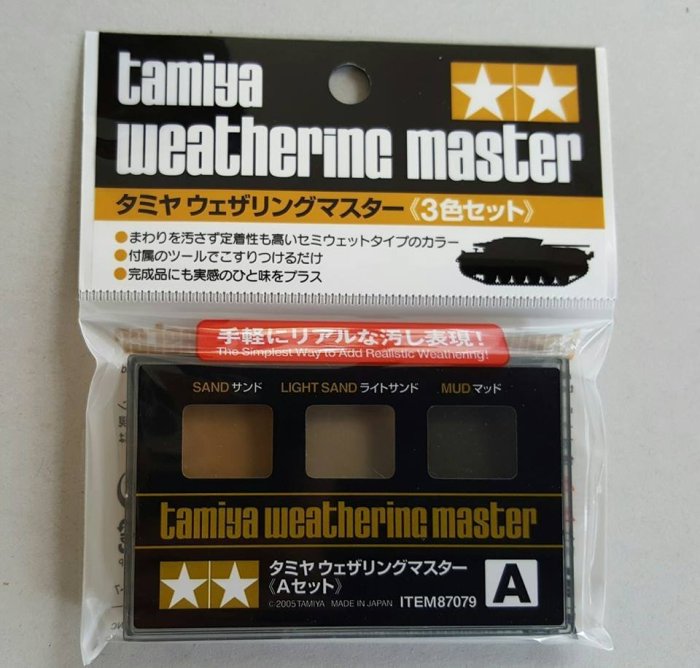 tamiya
weathering master
タミヤ ウェザリングマスター《3色セット》
●まわりを汚さず定着性も高いセミウェットタイプのカラー
●付属のツールでこすりつけるだけ
●完成品にも実感のひと味をプラス
手軽にリアルな汚し表現!
The Simplest Way to Add Realistic Weathering!
SAND サンド LIGHT SAND ライトサンド MUD マッド
tamiya weathering master
タミヤ ウェザリングマスター
《Aセット》
© 2005 TAMIYA MADE IN JAPAN ITEM87079
A